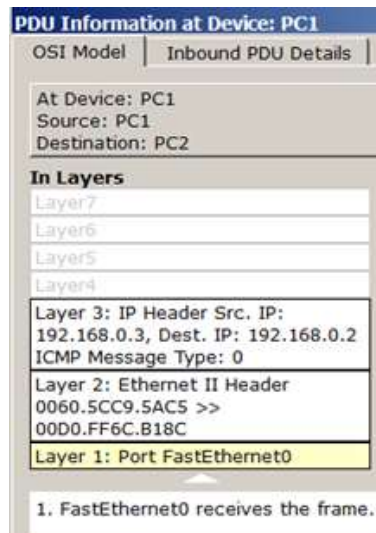 PDU Information at Device: PC1
OSI Model Inbound PDU Details
At Device: PC1
Source: PC1
Destination: PC2
In Layers
Layer7
Layer6
Layer5
Layer4
Layer 3: IP Header Src. IP:
192.168.0.3, Dest. IP: 192.168.0.2
ICMP Message Type: 0
Layer 2: Ethernet II Header
0060.5CC9.5AC5 >>
00D0.FF6C.B18C
Layer 1: Port FastEthernet0
1. FastEthernet0 receives the frame.